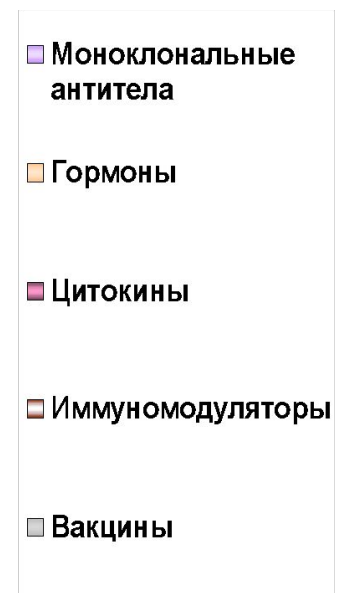 Моноклональные
антитела
Гормоны
Цитокины
Иммуномодуляторы
Вакцины